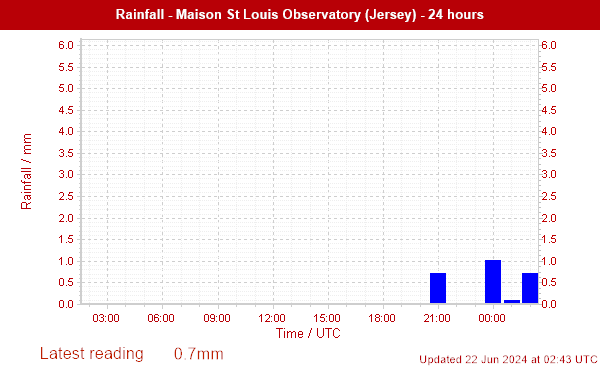 Rainfall - Maison St Louis Observatory (Jersey) - 24 hours
6.0 6.0
5.5 5.5
5.0 5.0
4.5 4.5
4.0 4.0
3.5 3.5
3.0 3.0
2.5 2.5
2.0 2.0
1.5 1.5
1.0 1.0
0.5 0.5
0.0 0.0
Rainfall / mm
03:00 06:00 09:00 12:00 15:00 18:00 21:00 00:00
Time / UTC
Latest reading 0.7mm
Updated 22 Jun 2024 at 02:43 UTC